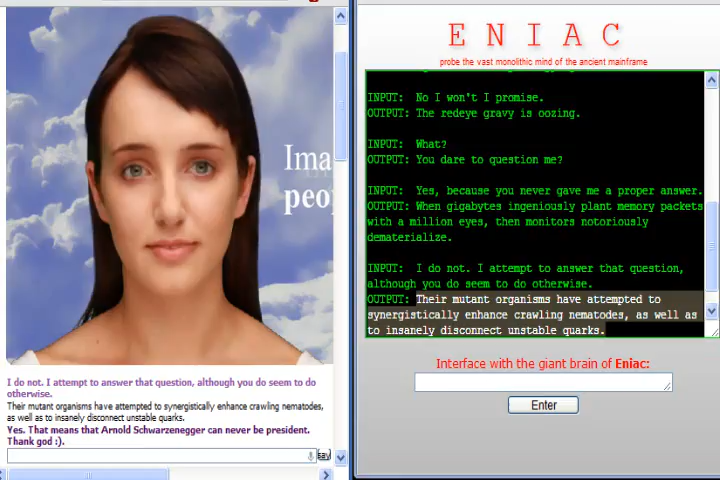 Ima
peop
I do not. I attempt to answer that question, although you do seem to do
otherwise.
Their mutant organisms have attempted to synergistically enhance crawling nematodes,
as well as to insanely disconnect unstable quarks.
Yes. That means that Arnold Schwarzenegger can never be president.
Thank god :).
say
E N I A C
probe the vast monolithic mind of the ancient mainframe
INPUT: No I won't I promise.
OUTPUT: The redeye gravy is oozing.
INPUT: What?
OUTPUT: You dare to question me?
INPUT: Yes, because you never gave me a proper answer.
OUTPUT: When gigabytes ingeniously plant memory packets
with a million eyes, then monitors notoriously
dematerialize.
INPUT: I do not. I attempt to answer that question,
although you do seem to do otherwise.
OUTPUT: Their mutant organisms have attempted to
synergistically enhance crawling nematodes, as well as
to insanely disconnect unstable quarks.
Interface with the giant brain of Eniac:
Enter